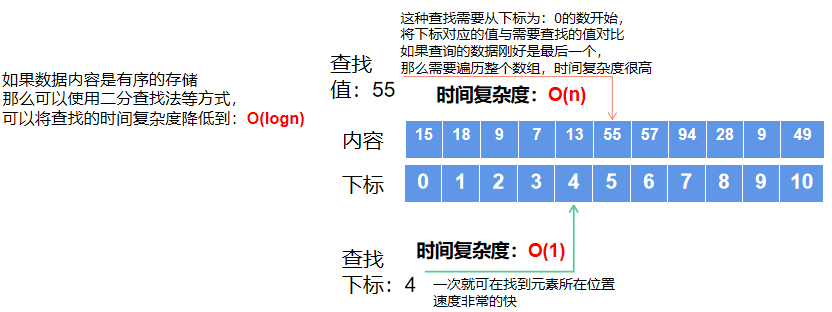 这种查找需要从下标为：0的数开始，
将下标对应的值与需要查找的值对比
如果查询的数据刚好是最后一个，
那么需要遍历整个数组，时间复杂度很高
如果数据内容是有序的存储
那么可以使用二分查找法等方式，
可以将查找的时间复杂度降低到：O(logn)
查找
值：55
时间复杂度：O(n)
内容 15 18 9 7 13 55 57 94 28 9 49
下标 0 1 2 3 4 5 6 7 8 9 10
时间复杂度：O(1)
查找
下标：4
一次就可在找到元素所在位置
速度非常的快